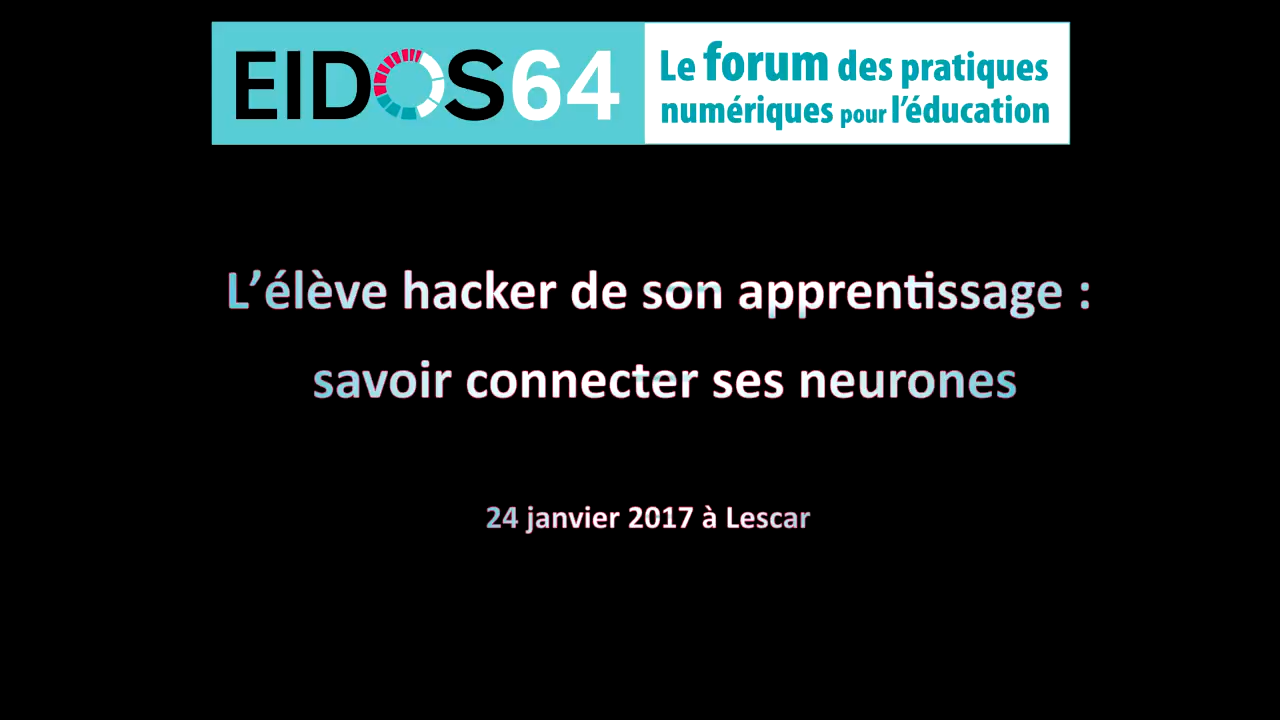 EIDOS64
Le forum des pratiques
numériques pour l'éducation
L'élève hacker de son apprentissage :
savoir connecter ses neurones
24 janvier 2017 à Lescar